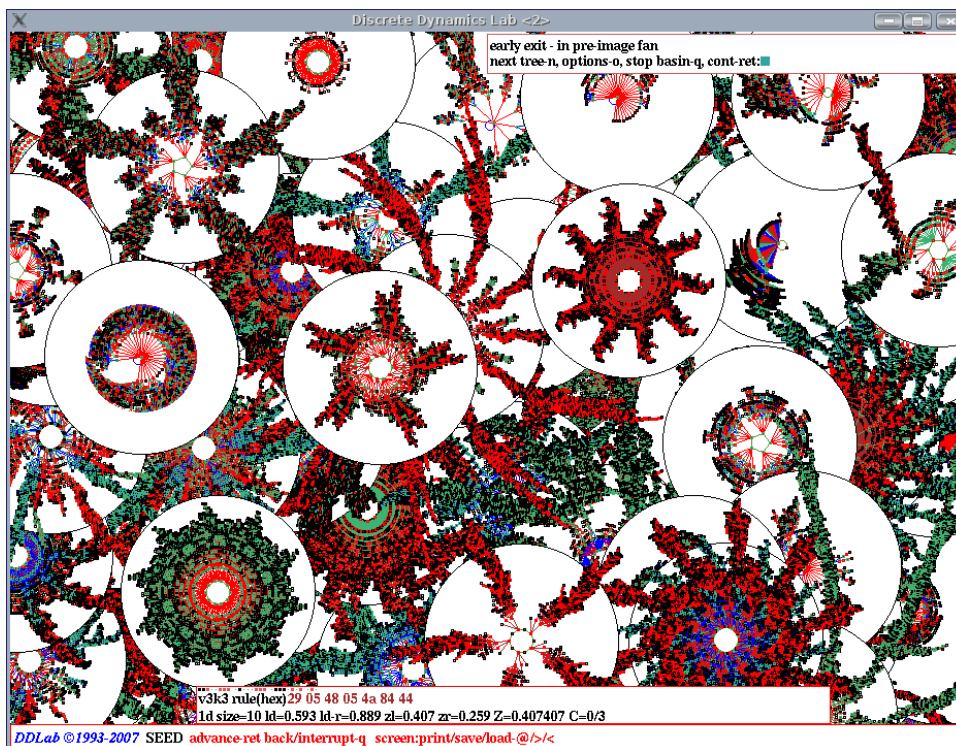 Discrete Dynamics Lab <2>
early exit - in pre-image fan
next tree-n, options-o, stop basin-q, cont-ret:
v3k3 rule(hex)29 05 48 05 4a 84 44
1d size=10 ld=0.593 ld-r=0.889 zl=0.407 zr=0.259 Z=0.407407 C=0/3
DDLab ©1993-2007 SEED advance-ret back/interrupt-q screen:print/save/load-@/>/<